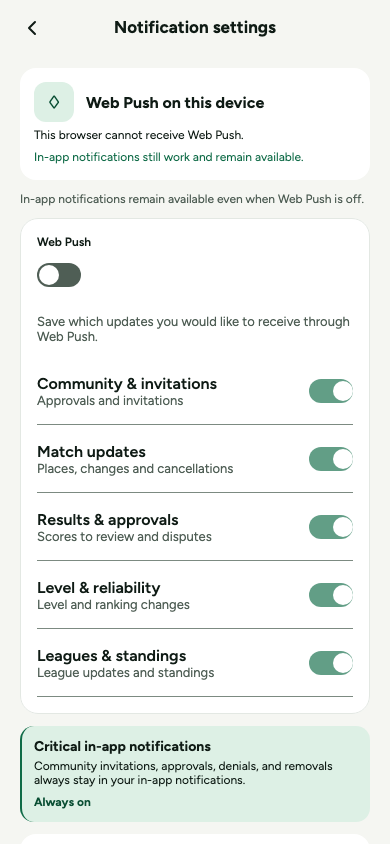 Notification settings
Web Push on this device
This browser cannot receive Web Push.
In-app notifications still work and remain available.
In-app notifications remain available even when Web Push is off.
Web Push
Save which updates you would like to receive through
Web Push.
Community & invitations
Approvals and invitations
Match updates
Places, changes and cancellations
Results & approvals
Scores to review and disputes
Level & reliability
Level and ranking changes
Leagues & standings
League updates and standings
Critical in-app notifications
Community invitations, approvals, denials, and removals
always stay in your in-app notifications.
Always on